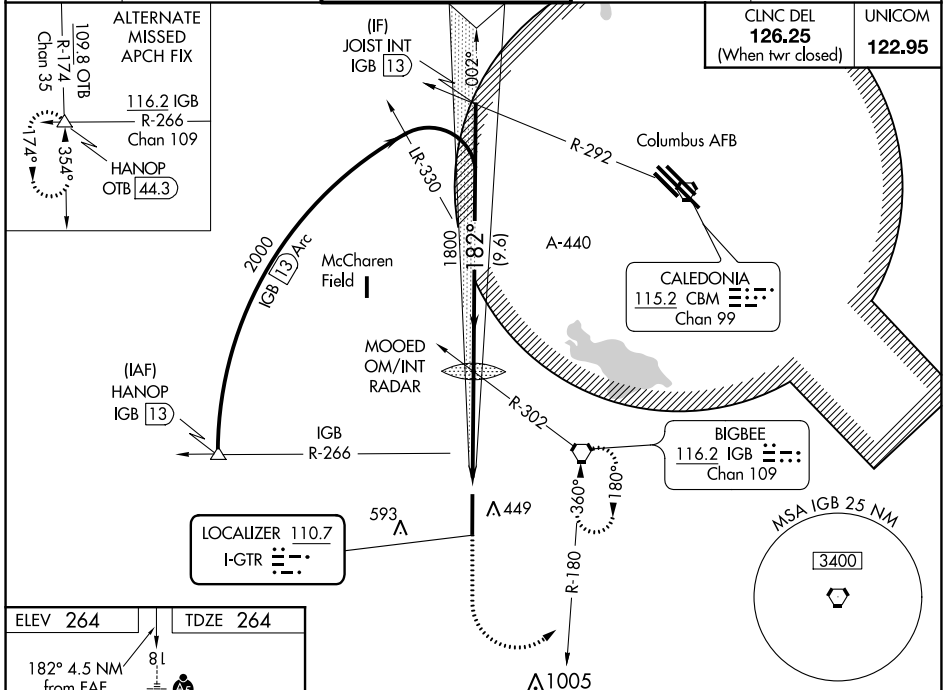 ALTERNATE
MISSED
APCH FIX
109.8 OTB
R-174
Chan 35
116.2 IGB
R-266
Chan 109
174°
354°
HANOP
OTB 44.3
(IF)
JOIST INT
IGB 13
002°
CLNC DEL
126.25
(When twr closed)
UNICOM
122.95
R-292
Columbus AFB
LR-330
2000
IGB 13 Arc
McCharen
Field
1800
182°
(9.6)
A-440
CALEDONIA
115.2 CBM
Chan 99
MOOED
OM/INT
RADAR
(IAF)
HANOP
IGB 13
IGB
R-266
R-302
BIGBEE
116.2 IGB
Chan 109
360°
180°
R-180
LOCALIZER 110.7
I-GTR
593
449
MSA IGB 25 NM
3400
1005
ELEV 264
TDZE 264
182° 4.5 NM
from FAF
18